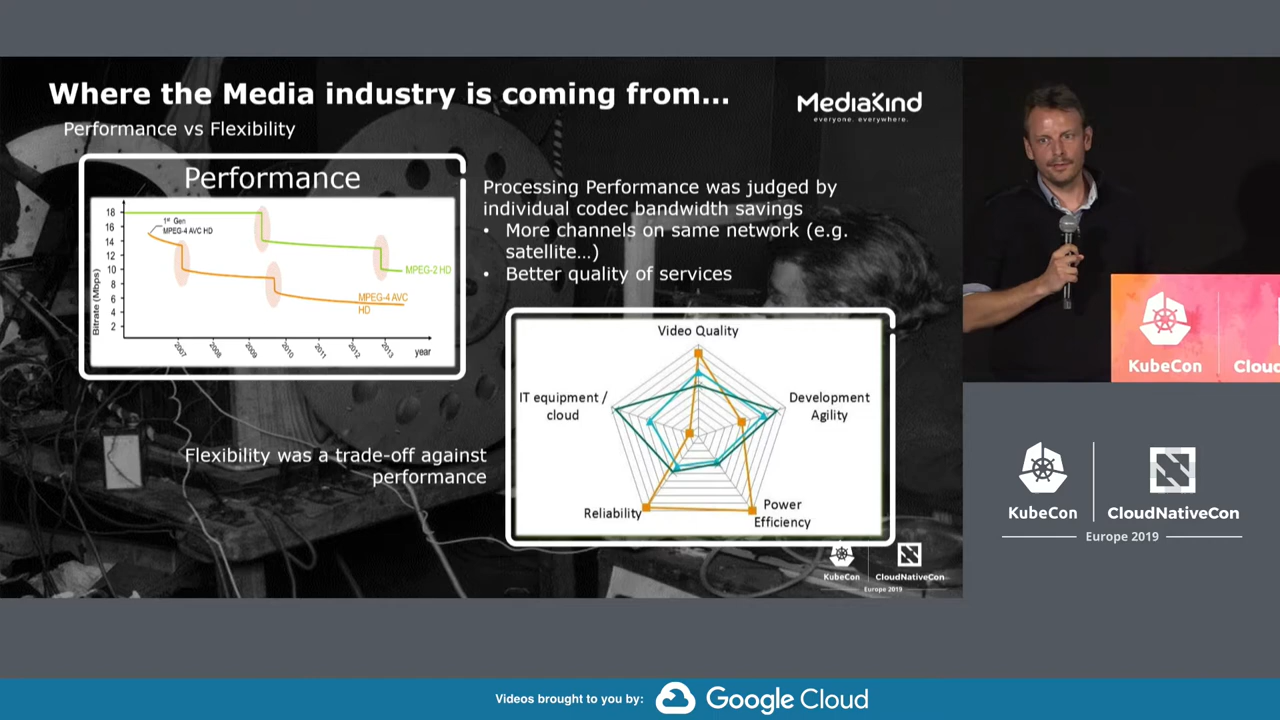 Where the Media industry is coming from...
Performance vs Flexibility
MediaKind
everyone. everywhere.
Performance
18
16
14
12
10
8
6
4
2
Bitrate (Mbps)
1st Gen
MPEG-4 AVC HD
MPEG-2 HD
MPEG-4 AVC
HD
2007
2008
2009
2010
2011
2012
2013
year
Processing Performance was judged by
individual codec bandwidth savings
• More channels on same network (e.g.
satellite...)
• Better quality of services
Flexibility was a trade-off against
performance
Video Quality
IT equipment /
cloud
Development
Agility
Reliability
Power
Efficiency
KubeCon
CloudNativeCon
Europe 2019
KubeCon
Cloud
KubeCon
CloudNativeCon
Europe 2019
Videos brought to you by:
Google Cloud